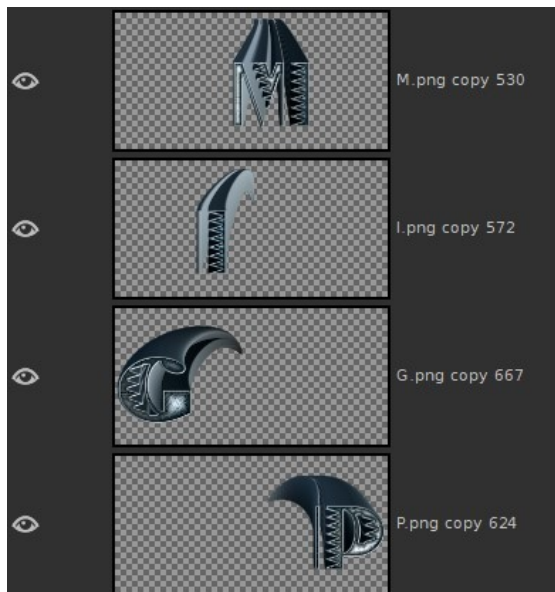 M
M.png copy 530
I
I.png copy 572
G
G.png copy 667
P
P.png copy 624